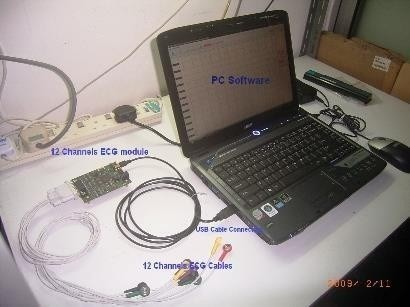 PC Software
12 Channels ECG module
USB Cable Connection
12 Channels ECG Cables
2009/ 2/11